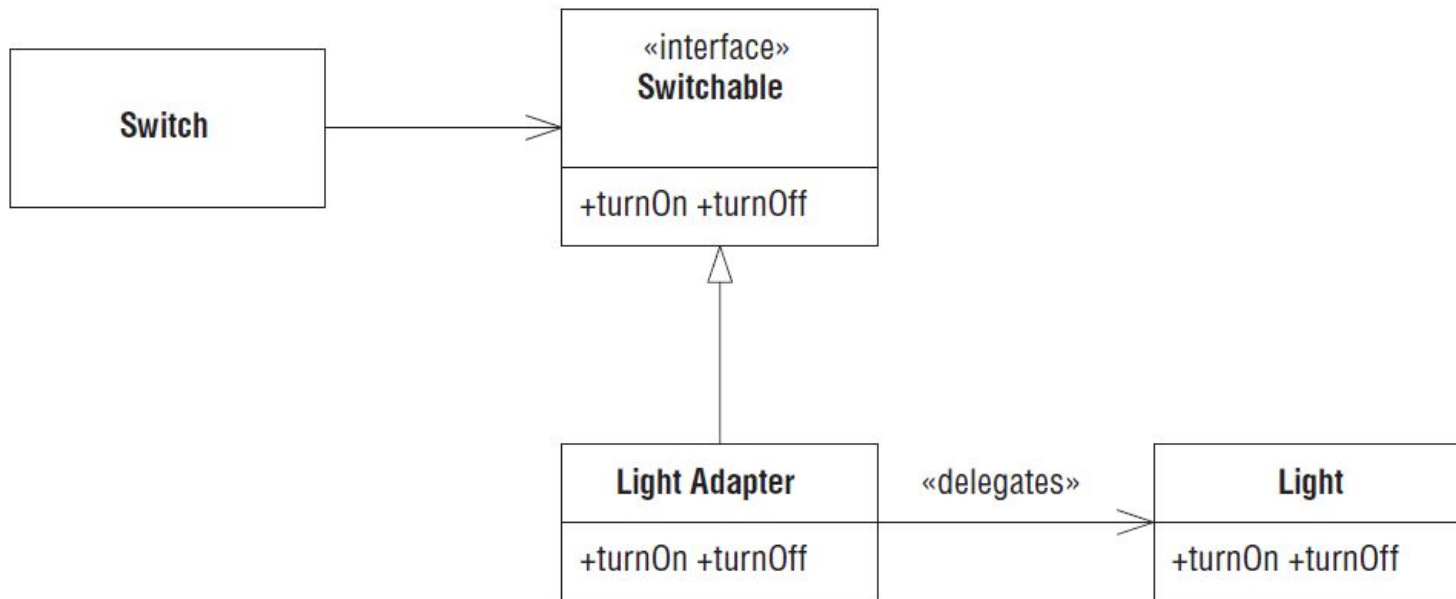 «interface»
Switchable
Switch
+turnOn +turnOff
Light Adapter
«delegates»
Light
+turnOn +turnOff
+turnOn +turnOff